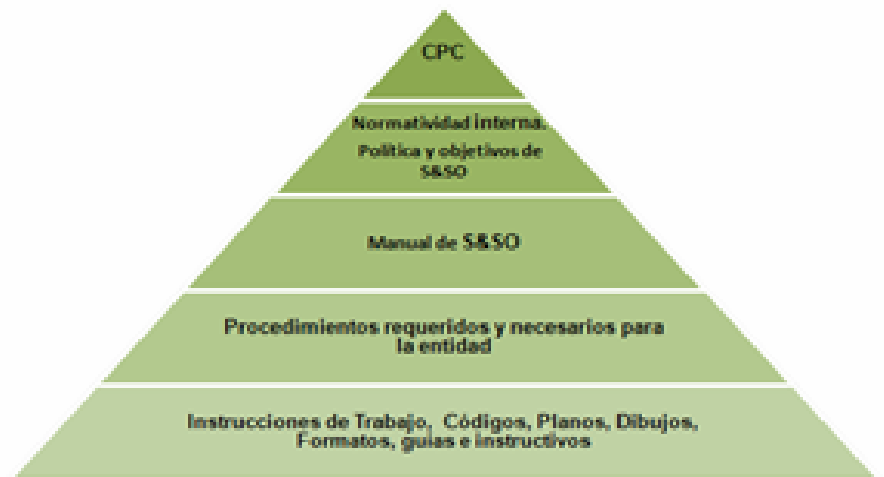 CPC
Normatividad interna.
Política y objetivos de
S&SO
Manual de S&SO
Procedimientos requeridos y necesarios para
la entidad
Instrucciones de Trabajo, Códigos, Planos, Dibujos,
Formatos, guías e instructivos